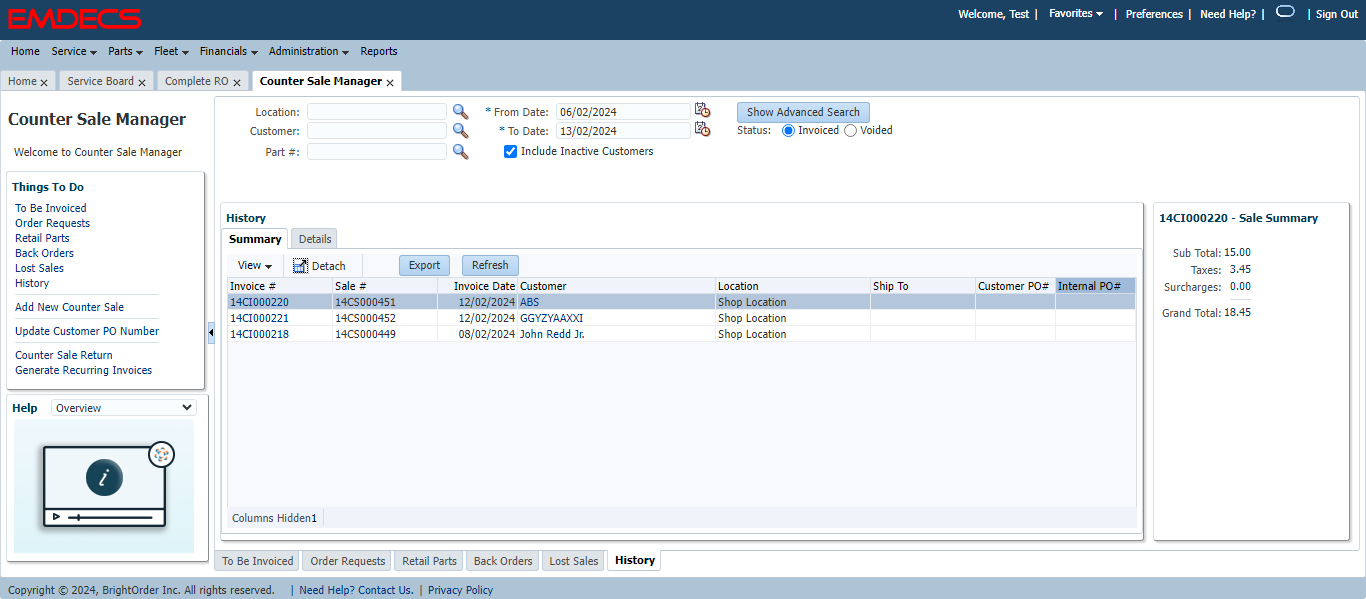 EMDECS
Welcome, Test | Favorites | Preferences | Need Help? | | Sign Out
Home Service Parts Fleet Financials Administration Reports
Home Service Board Complete RO Counter Sale Manager
Counter Sale Manager
Welcome to Counter Sale Manager
Things To Do
To Be Invoiced
Order Requests
Retail Parts
Back Orders
Lost Sales
History
Add New Counter Sale
Update Customer PO Number
Counter Sale Return
Generate Recurring Invoices
Help Overview
i
Location: * From Date: 06/02/2024 Show Advanced Search
Customer: * To Date: 13/02/2024 Status: Invoiced Voided
Part #: Include Inactive Customers
History
Summary Details
View Detach Export Refresh
Invoice # Sale # Invoice Date Customer Location Ship To Customer PO# Internal PO#
14CI000220 14CS000451 12/02/2024 ABS Shop Location
14CI000221 14CS000452 12/02/2024 GGYZYAAXXI Shop Location
14CI000218 14CS000449 08/02/2024 John Redd Jr. Shop Location
Columns Hidden1
14CI000220 - Sale Summary
Sub Total: 15.00
Taxes: 3.45
Surcharges: 0.00
Grand Total: 18.45
To Be Invoiced Order Requests Retail Parts Back Orders Lost Sales History
Copyright © 2024, BrightOrder Inc. All rights reserved. | Need Help? Contact Us. | Privacy Policy